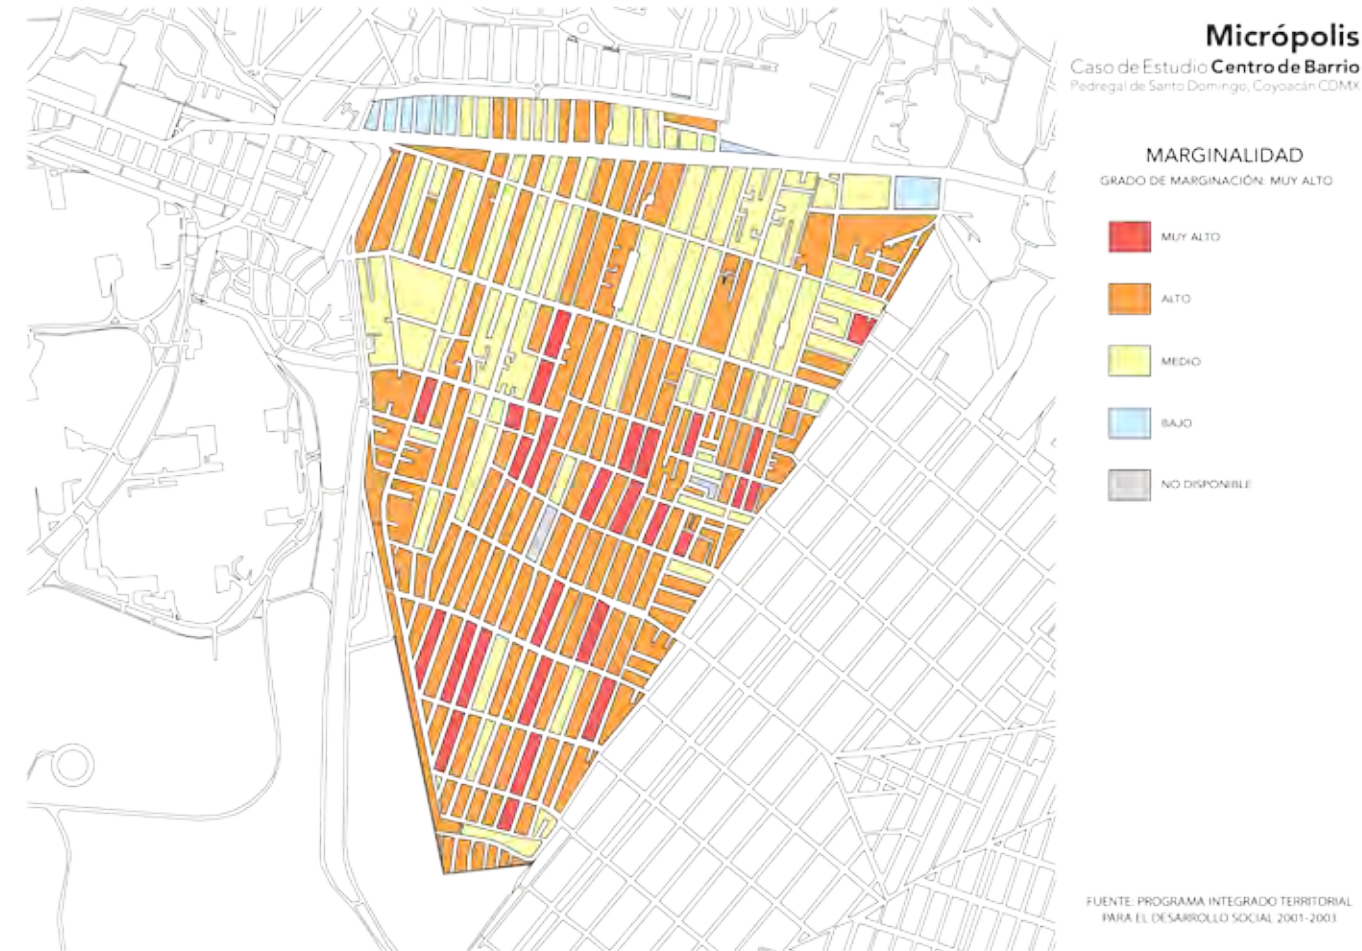 Micrópolis
Caso de Estudio Centro de Barrio
Pedregal de Santo Domingo, Coyoacán CDMX
MARGINALIDAD
GRADO DE MARGINACIÓN: MUY ALTO
MUY ALTO
ALTO
MEDIO
BAJO
NO DISPONIBLE
FUENTE: PROGRAMA INTEGRADO TERRITORIAL
PARA EL DESARROLLO SOCIAL 2001-2003